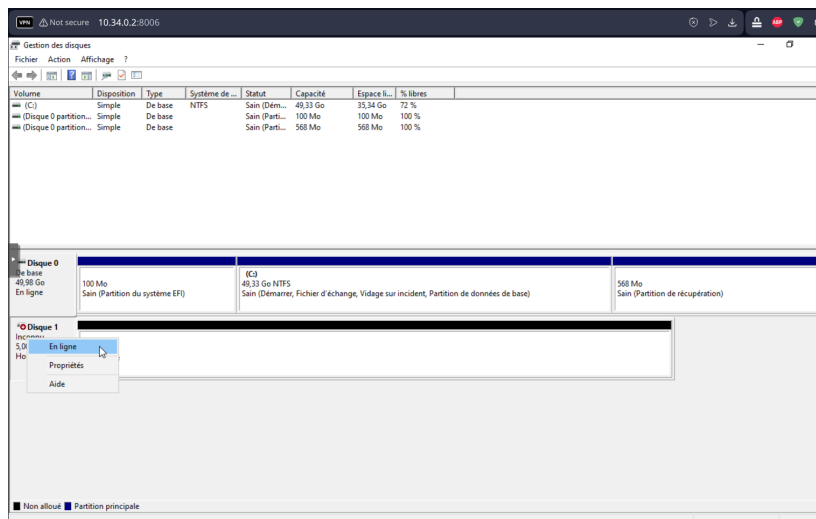 VPN Not secure 10.34.0.2:8006
ABP
Gestion des disques
Fichier Action Affichage ?
Volume Disposition Type Système de ... Statut Capacité Espace li... % libres
(C:) Simple De base NTFS Sain (Dém... 49,33 Go 35,34 Go 72 %
(Disque 0 partition... Simple De base Sain (Parti... 100 Mo 100 Mo 100 %
(Disque 0 partition... Simple De base Sain (Parti... 568 Mo 568 Mo 100 %
Disque 0
De base
49,98 Go
En ligne
100 Mo
Sain (Partition du système EFI)
(C:)
49,33 Go NTFS
Sain (Démarrer, Fichier d'échange, Vidage sur incident, Partition de données de base)
568 Mo
Sain (Partition de récupération)
Disque 1
Inconnu
En ligne
Propriétés
Aide
Non alloué Partition principale